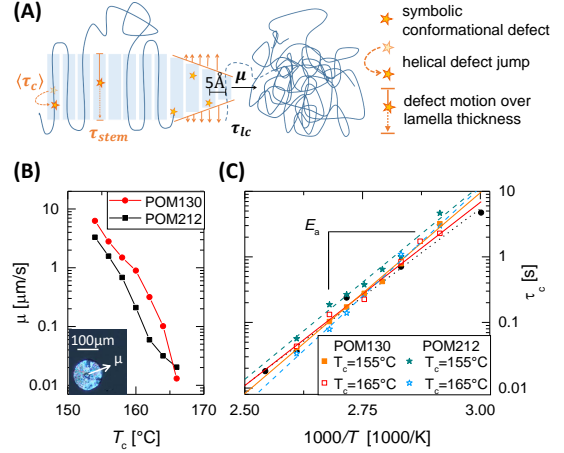 (A)
symbolic
conformational defect
helical defect jump
defect motion over
lamella thickness
⟨τc⟩
τstem
5Å
μ
τlc
(B)
POM130
POM212
μ [μm/s]
10
1
0.1
0.01
100μm
μ
150
160
170
Tc [°C]
(C)
Ea
10
1
0.1
0.01
τc [s]
POM130 POM212
Tc=155°C Tc=155°C
Tc=165°C Tc=165°C
2.50
2.75
3.00
1000/T [1000/K]